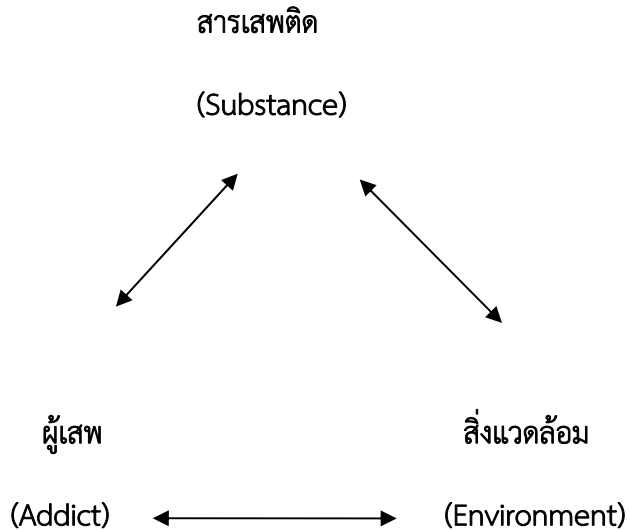 สารเสพติด
(Substance)
ผู้เสพ
สิ่งแวดล้อม
(Addict)
(Environment)